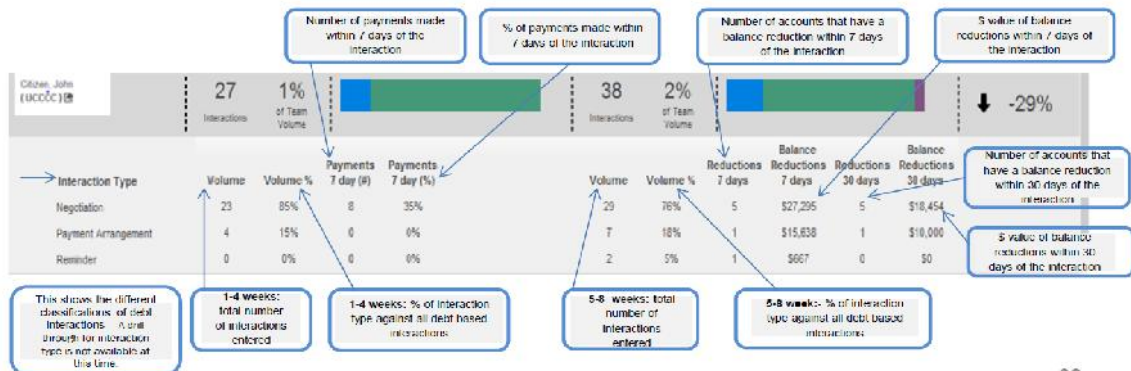 Number of payments made
within 7 days of the
interaction
% of payments made within
7 days of the interaction
Number of accounts that have a
balance reduction within 7 days
of the interaction
$ value of balance
reductions within 7 days of
the interaction
Citizen, John
(UCCCC)
27
Interactions
1%
of Team
Volume
38
Interactions
2%
of Team
Volume
-29%
Interaction Type
Volume
Volume %
Payments
7 day (#)
Payments
7 day (%)
Volume
Volume %
Reductions
7 days
Balance
Reductions
7 days
Reductions
30 days
Balance
Reductions
30 days
Negotiation 23 85% 8 35% 29 76% 5 $27,295 5 $18,454
Payment Arrangement 4 15% 0 0% 7 18% 1 $15,638 1 $10,000
Reminder 0 0% 0 0% 2 5% 1 $667 0 $0
Number of accounts that
have a balance reduction
within 30 days of the
interaction
$ value of balance
reductions within 30
days of the interaction
This shows the different
classifications of debt
interactions A drill
through for interaction
type is not available at
this time.
1-4 weeks:
total number
of interactions
entered
1-4 weeks: % of interaction
type against all debt based
interactions
5-8 weeks: total
number of
interactions
entered
5-8 week:- % of interaction
type against all debt based
interactions